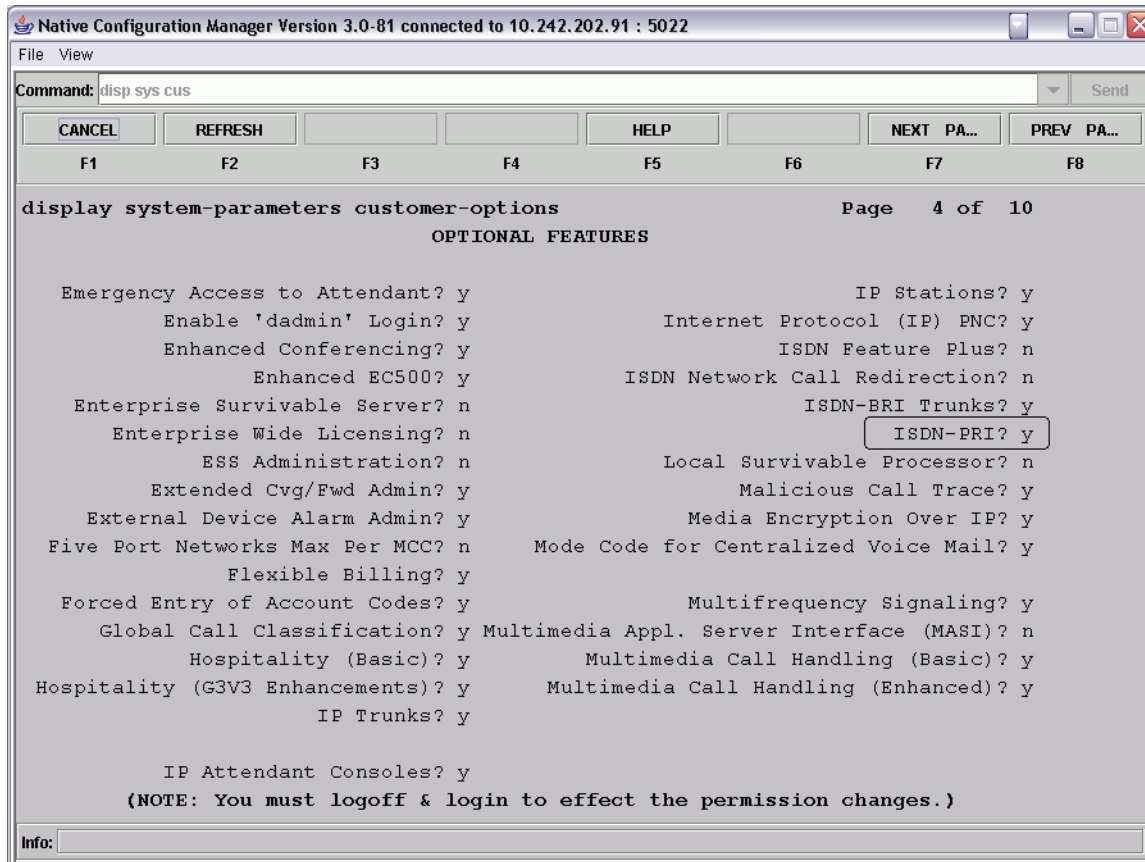 Native Configuration Manager Version 3.0-81 connected to 10.242.202.91 : 5022
File View
Command: disp sys cus Send
CANCEL REFRESH HELP NEXT PA... PREV PA...
F1 F2 F3 F4 F5 F6 F7 F8
display system-parameters customer-options Page 4 of 10
OPTIONAL FEATURES
Emergency Access to Attendant? y IP Stations? y
Enable 'dadmin' Login? y Internet Protocol (IP) PNC? y
Enhanced Conferencing? y ISDN Feature Plus? n
Enhanced EC500? y ISDN Network Call Redirection? n
Enterprise Survivable Server? n ISDN-BRI Trunks? y
Enterprise Wide Licensing? n ISDN-PRI? y
ESS Administration? n Local Survivable Processor? n
Extended Cvg/Fwd Admin? y Malicious Call Trace? y
External Device Alarm Admin? y Media Encryption Over IP? y
Five Port Networks Max Per MCC? n Mode Code for Centralized Voice Mail? y
Flexible Billing? y
Forced Entry of Account Codes? y Multifrequency Signaling? y
Global Call Classification? y Multimedia Appl. Server Interface (MASI)? n
Hospitality (Basic)? y Multimedia Call Handling (Basic)? y
Hospitality (G3V3 Enhancements)? y Multimedia Call Handling (Enhanced)? y
IP Trunks? y
IP Attendant Consoles? y
(NOTE: You must logoff & login to effect the permission changes.)
Info: